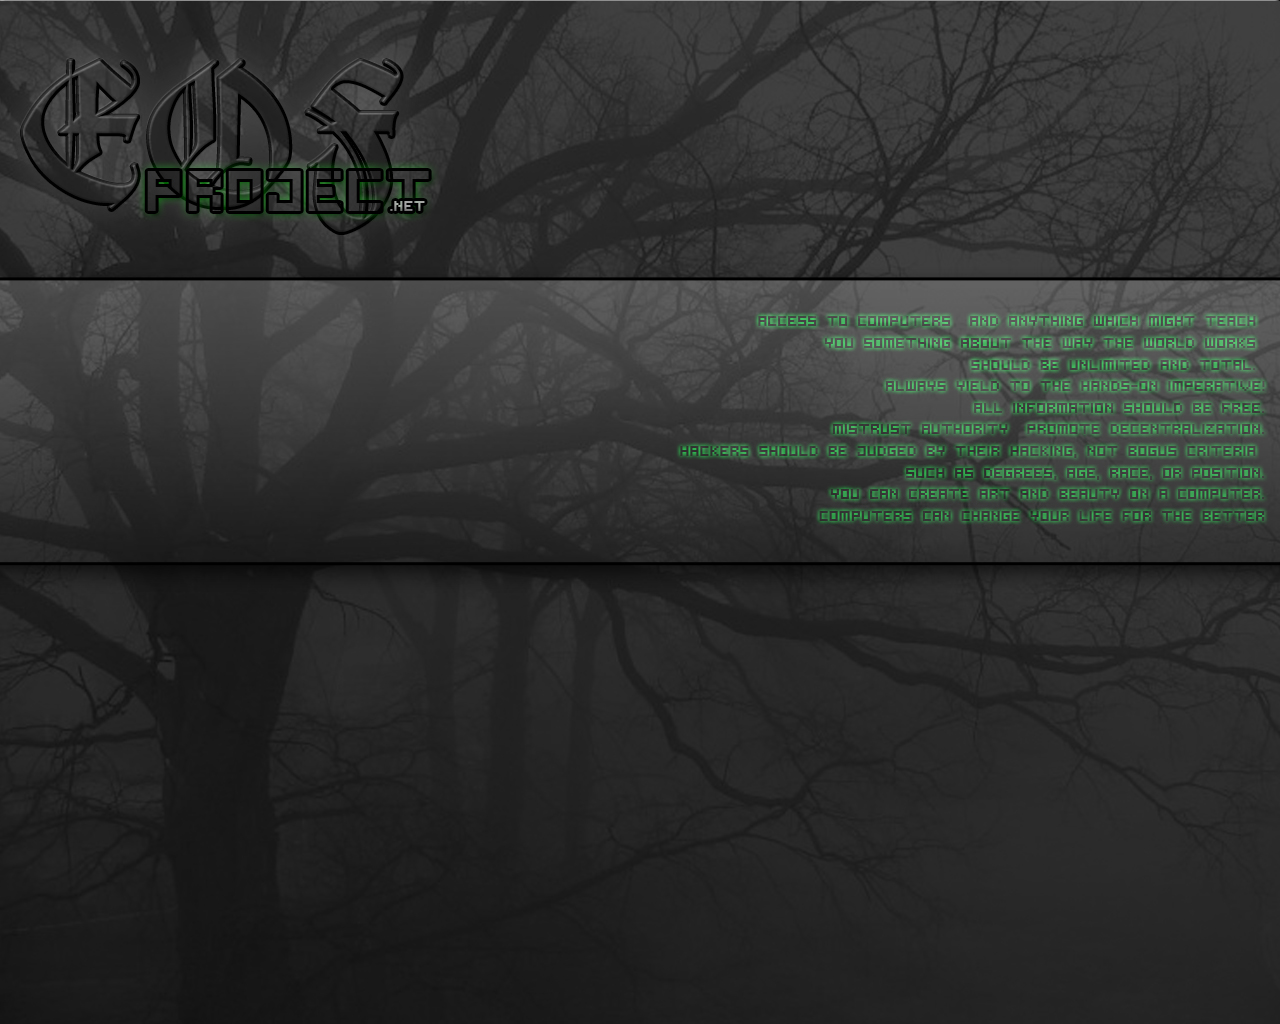 EOF
PROJECT
.NET
ACCESS TO COMPUTERS AND ANYTHING WHICH MIGHT TEACH
YOU SOMETHING ABOUT THE WAY THE WORLD WORKS
SHOULD BE UNLIMITED AND TOTAL.
ALWAYS YIELD TO THE HANDS-ON IMPERATIVE!
ALL INFORMATION SHOULD BE FREE.
MISTRUST AUTHORITY PROMOTE DECENTRALIZATION.
HACKERS SHOULD BE JUDGED BY THEIR HACKING, NOT BOGUS CRITERIA
SUCH AS DEGREES, AGE, RACE, OR POSITION.
YOU CAN CREATE ART AND BEAUTY ON A COMPUTER.
COMPUTERS CAN CHANGE YOUR LIFE FOR THE BETTER